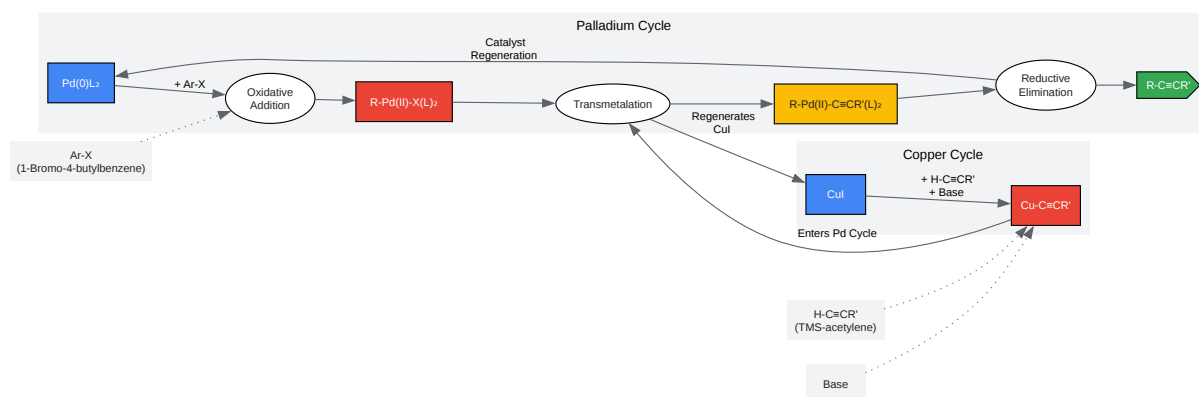 Palladium Cycle
Catalyst
Regeneration
Pd(0)L₂
+ Ar-X
Oxidative
Addition
R-Pd(II)-X(L)₂
Transmetalation
R-Pd(II)-C≡CR'(L)₂
Reductive
Elimination
R-C≡CR'
Regenerates
CuI
Ar-X
(1-Bromo-4-butylbenzene)
Copper Cycle
CuI
+ H-C≡CR'
+ Base
Cu-C≡CR'
Enters Pd Cycle
H-C≡CR'
(TMS-acetylene)
Base